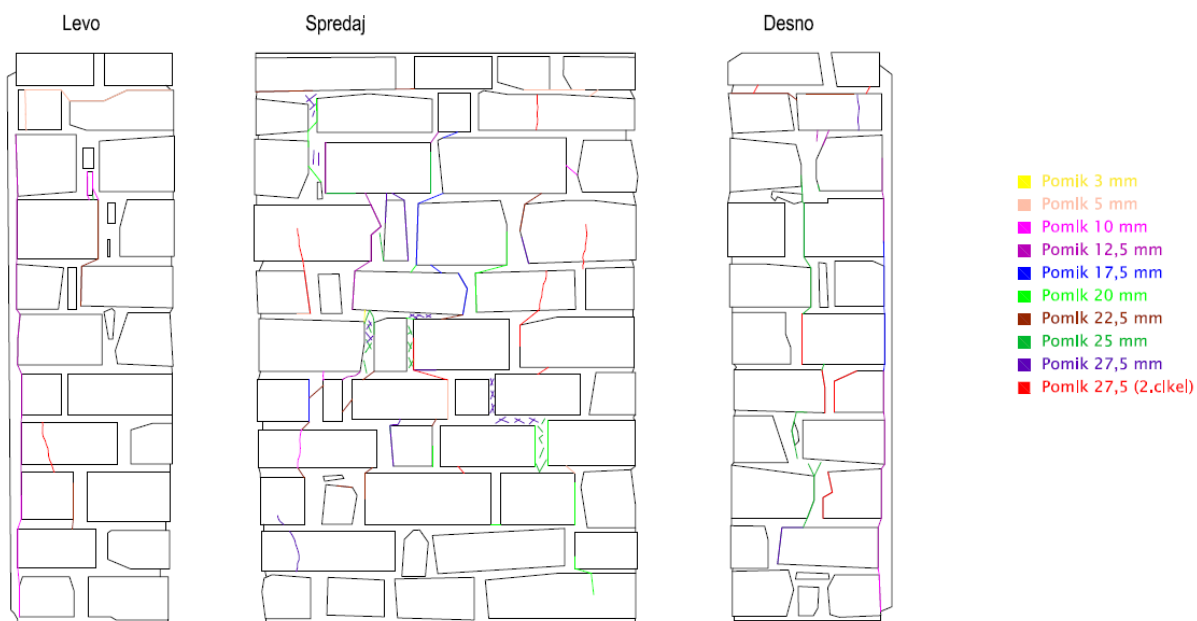 Levo
Spredaj
Desno
Pomik 3 mm
Pomik 5 mm
Pomik 10 mm
Pomik 12,5 mm
Pomik 17,5 mm
Pomik 20 mm
Pomik 22,5 mm
Pomik 25 mm
Pomik 27,5 mm
Pomik 27,5 (2,cikel)